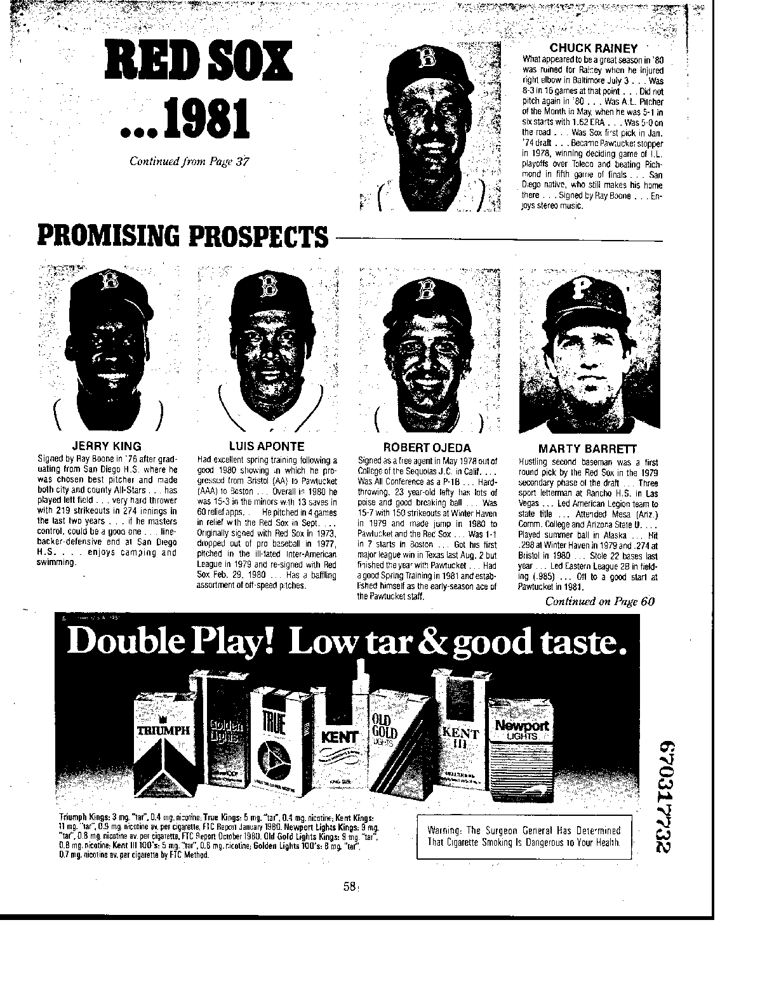 RED SOX
...1981
Continued from Page 37
CHUCK RAINEY
What appeared to be a great season in '80
was ruined for Rainey when he injured
right elbow in Baltimore July 3 . . . Was
8-3 in 16 games at that point . . . Did not
pitch again in '80 . . . Was A.L. Pitcher
of the Month in May, when he was 5-1 in
six starts with 1.62 ERA . . . Was 5-0 on
the road . . . Was Sox first pick in Jan.
'74 draft . . . Became Pawtucket stopper
in 1978, winning deciding game of I.L.
playoffs over Toledo and beating Rich-
mond in fifth game of finals . . . San
Diego native, who still makes his home
there . . . Signed by Ray Boone . . . En-
joys stereo music.
PROMISING PROSPECTS
JERRY KING
Signed by Ray Boone in '76 after grad-
uating from San Diego H.S. where he
was chosen best pitcher and made
both city and county All-Stars . . . has
played left field . . . very hard thrower
with 219 strikeouts in 274 innings in
the last two years . . . if he masters
control, could be a good one . . . line-
backer-defensive end at San Diego
H.S. . . . enjoys camping and
swimming.
LUIS APONTE
Had excellent spring training following a
good 1980 showing in which he pro-
gressed from Bristol (AA) to Pawtucket
(AAA) to Boston ... Overall in 1980 he
was 15-3 in the minors with 13 saves in
60 relief apps. . . He pitched in 4 games
in relief with the Red Sox in Sept. ...
Originally signed with Red Sox in 1973,
dropped out of pro baseball in 1977,
pitched in the ill-fated Inter-American
League in 1979 and re-signed with Red
Sox Feb. 29, 1980 ... Has a baffling
assortment of off-speed pitches.
ROBERT OJEDA
Signed as a free agent in May 1978 out of
College of the Sequoias J.C. in Calif. . . .
Was All Conference as a P-1B ... Hard-
throwing, 23 year-old lefty has lots of
poise and good breaking ball ... Was
15-7 with 150 strikeouts at Winter Haven
in 1979 and made jump in 1980 to
Pawtucket and the Red Sox ... Was 1-1
in 7 starts in Boston ... Got his first
major league win in Texas last Aug. 2 but
finished the year with Pawtucket ... Had
a good Spring Training in 1981 and estab-
lished himself as the early-season ace of
the Pawtucket staff.
MARTY BARRETT
Hustling second baseman was a first
round pick by the Red Sox in the 1979
secondary phase of the draft ... Three
sport letterman at Rancho H.S. in Las
Vegas ... Led American Legion team to
state title ... Attended Mesa (Ariz.)
Comm. College and Arizona State U. ...
Played summer ball in Alaska ... Hit
.298 at Winter Haven in 1979 and .274 at
Bristol in 1980 ... Stole 22 bases last
year ... Led Eastern League 2B in field-
ing (.985) ... Off to a good start at
Pawtucket in 1981.
Continued on Page 60
Double Play! Low tar & good taste.
TRIUMPH
Golden
Lights
TRUE
KENT
KING SIZE
OLD
GOLD
LIGHTS
KENT
III
Newport
LIGHTS
Triumph Kings: 3 mg. "tar", 0.4 mg. nicotine; True Kings: 5 mg. "tar", 0.4 mg. nicotine; Kent Kings:
11 mg. "tar", 0.9 mg. nicotine av. per cigarette, FTC Report January 1980. Newport Lights Kings: 9 mg.
"tar", 0.8 mg. nicotine av. per cigarette, FTC Report October 1980. Old Gold Lights Kings: 9 mg. "tar",
0.8 mg. nicotine; Kent III 100's: 5 mg. "tar", 0.6 mg. nicotine; Golden Lights 100's: 8 mg. "tar",
0.7 mg. nicotine av. per cigarette by FTC Method.
Warning: The Surgeon General Has Determined
That Cigarette Smoking Is Dangerous to Your Health.
670317732
58